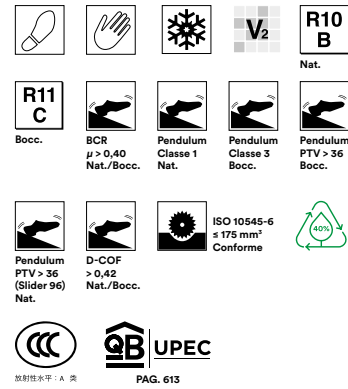 V2
R10
B
Nat.
R11
C
Bocc.
BCR
µ > 0,40
Nat./Bocc.
Pendulum
Classe 1
Nat.
Pendulum
Classe 3
Bocc.
Pendulum
PTV > 36
Bocc.
Pendulum
PTV > 36
(Slider 96)
Nat.
D-COF
> 0,42
Nat./Bocc.
ISO 10545-6
≤ 175 mm³
Conforme
40%
CCC
放射性水平：A 类
QB UPEC
PAG. 613